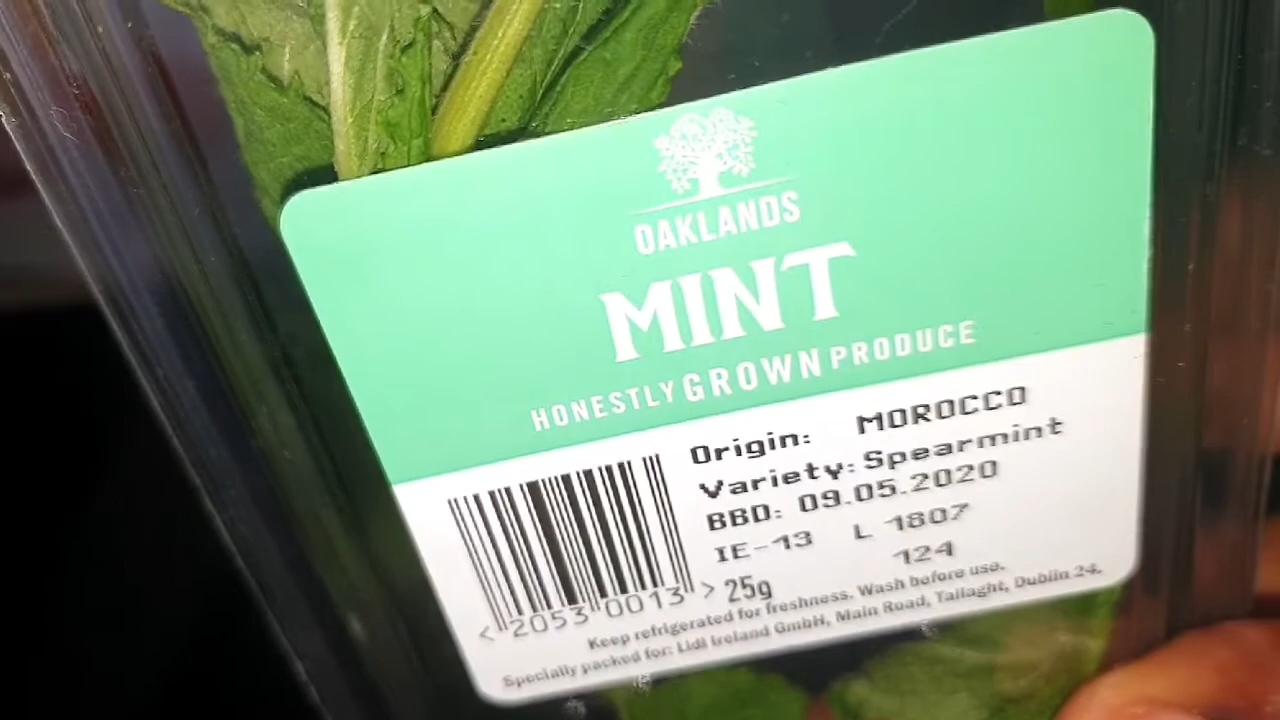 OAKLANDS
MINT
HONESTLY GROWN PRODUCE
Origin: MOROCCO
Variety: Spearmint
BBD: 09.05.2020
IE-13 L 1807
124
< 2053 0013 > 25g
Keep refrigerated for freshness. Wash before use.
Specially packed for: Lidl Ireland GmbH, Main Road, Tallaght, Dublin 24.